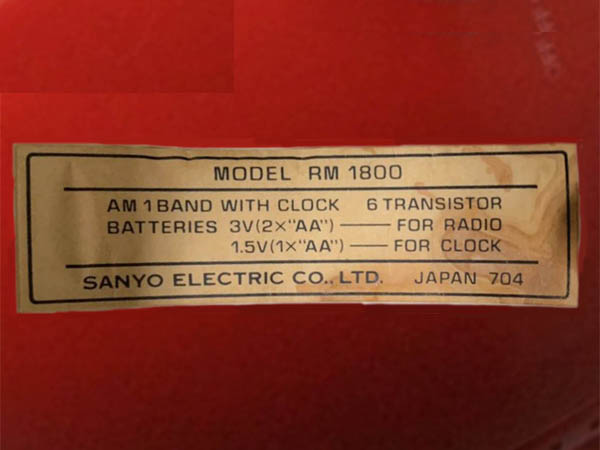 MODEL RM 1800
AM 1 BAND WITH CLOCK 6 TRANSISTOR
BATTERIES 3V(2×"AA") — FOR RADIO
1.5V(1×"AA") — FOR CLOCK
SANYO ELECTRIC CO., LTD. JAPAN 704